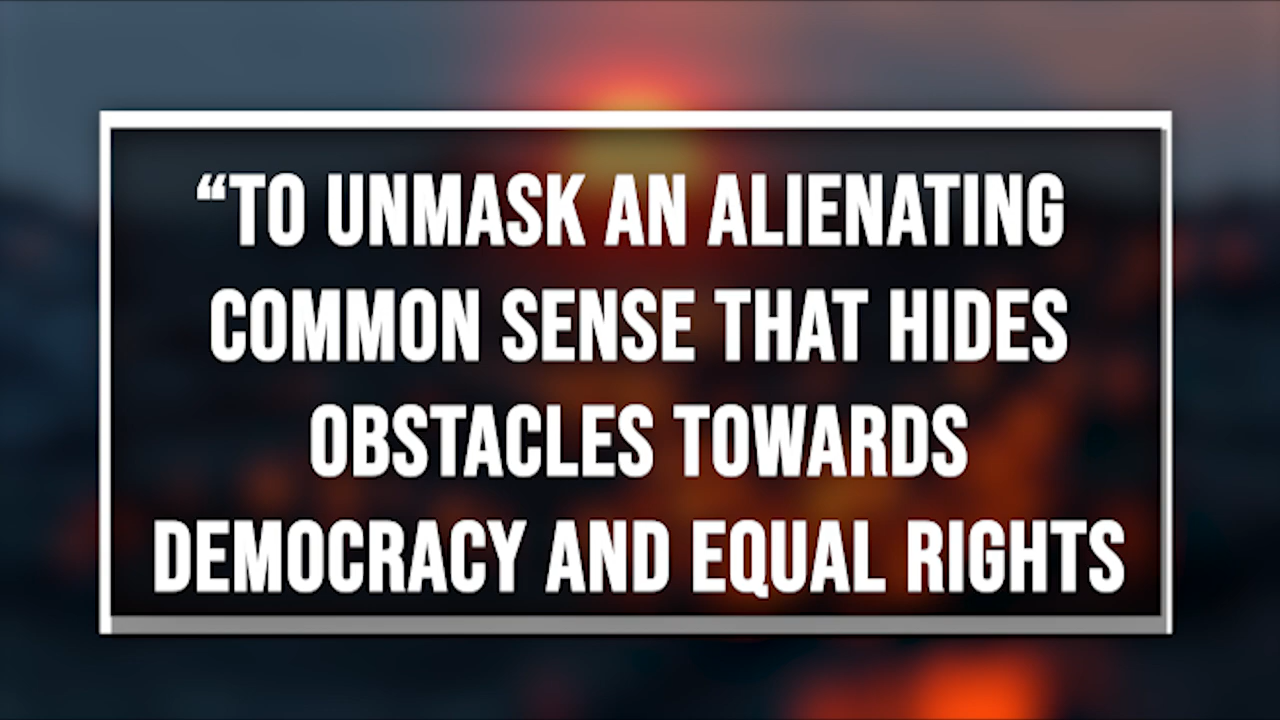 “TO UNMASK AN ALIENATING
COMMON SENSE THAT HIDES
OBSTACLES TOWARDS
DEMOCRACY AND EQUAL RIGHTS